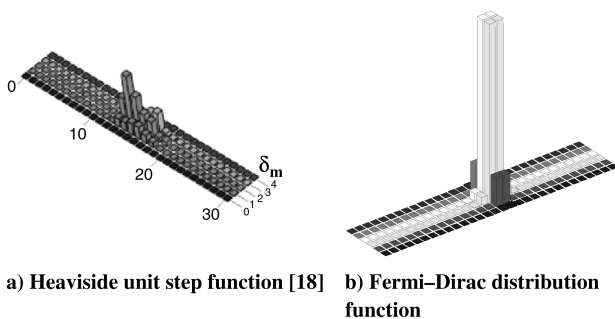 0
10
20
30
δm
4
3
2
1
0
a) Heaviside unit step function [18]
b) Fermi–Dirac distribution
function